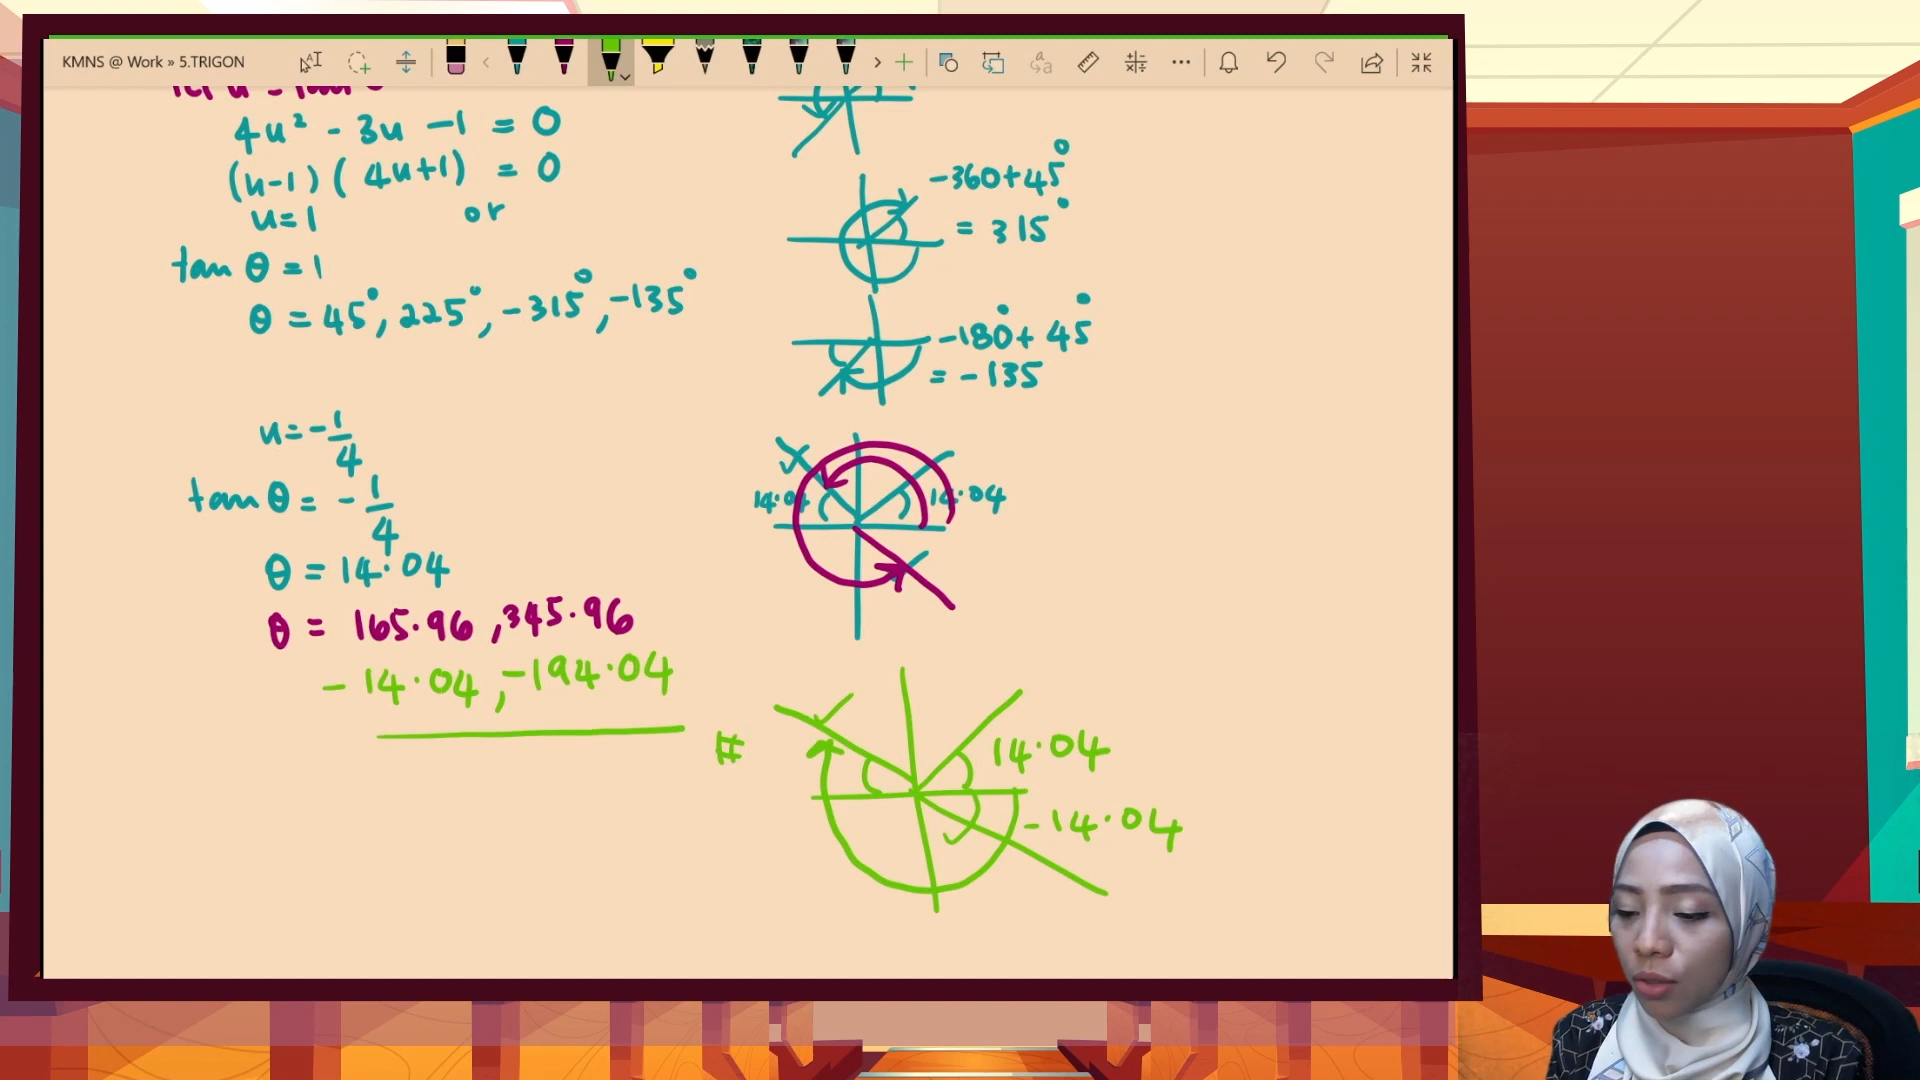 KMNS @ Work » 5.TRIGON
let u = tan θ
4u² - 3u - 1 = 0
(u-1)(4u+1) = 0
u=1 or
tan θ = 1
θ = 45°, 225°, -315°, -135°
u = -1/4
tan θ = -1/4
θ = 14.04
θ = 165.96, 345.96
-14.04, -194.04
#
-360+45°
= 315°
-180°+ 45°
= -135
14.04
14.04
14.04
-14.04